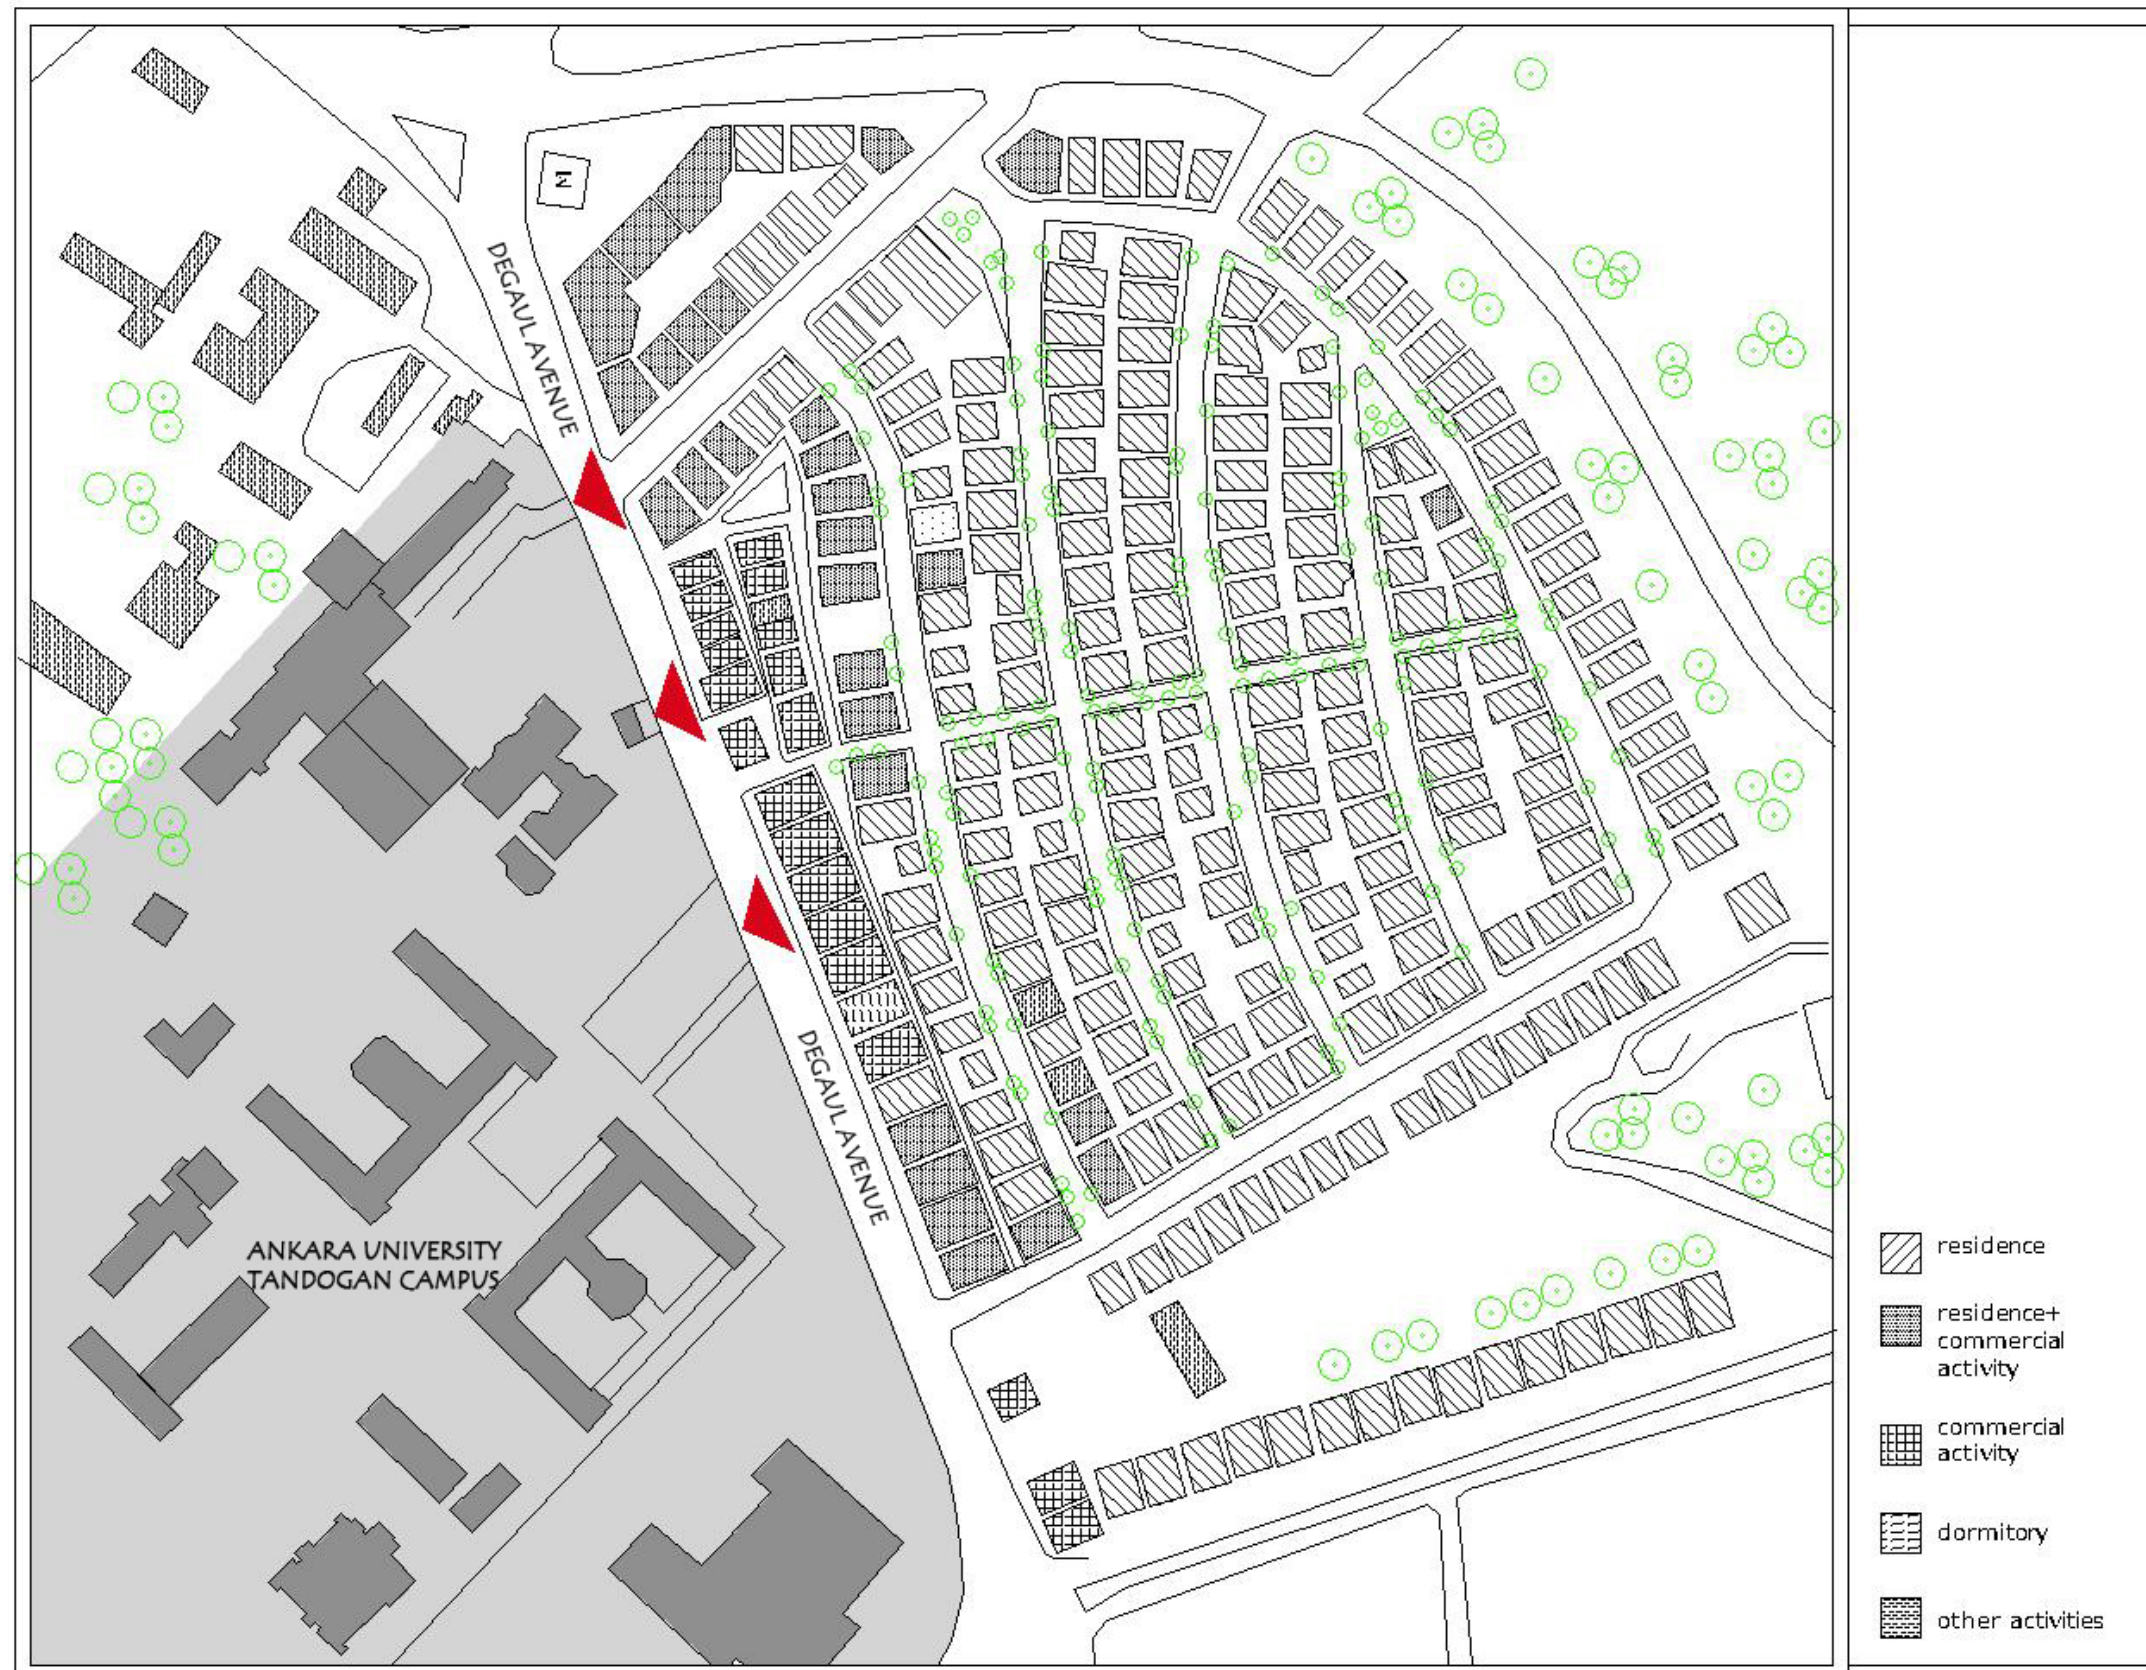 M
DEGAUL AVENUE
DEGAUL AVENUE
ANKARA UNIVERSITY
TANDOGAN CAMPUS
residence
residence+
commercial
activity
commercial
activity
dormitory
other activities